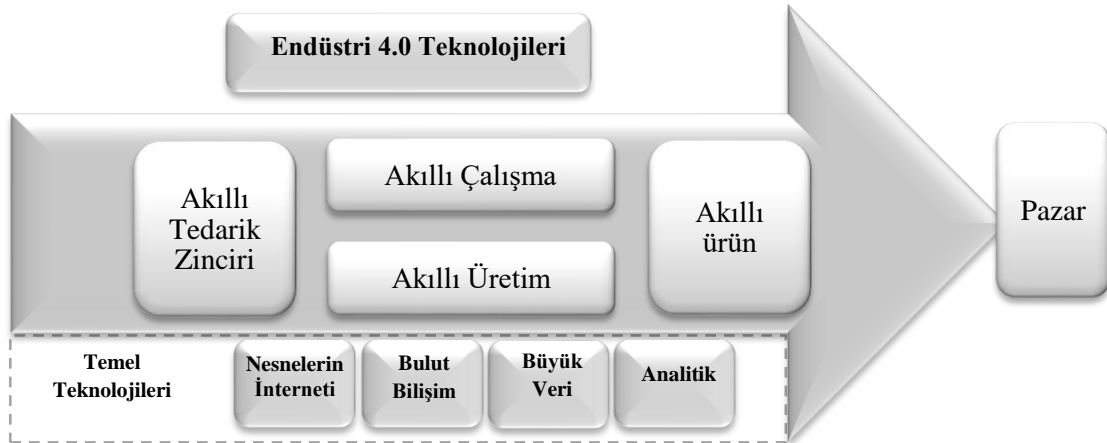 Endüstri 4.0 Teknolojileri
Akıllı
Tedarik
Zinciri
Akıllı Çalışma
Akıllı Üretim
Akıllı
ürün
Pazar
Temel
Teknolojileri
Nesnelerin
İnterneti
Bulut
Bilişim
Büyük
Veri
Analitik